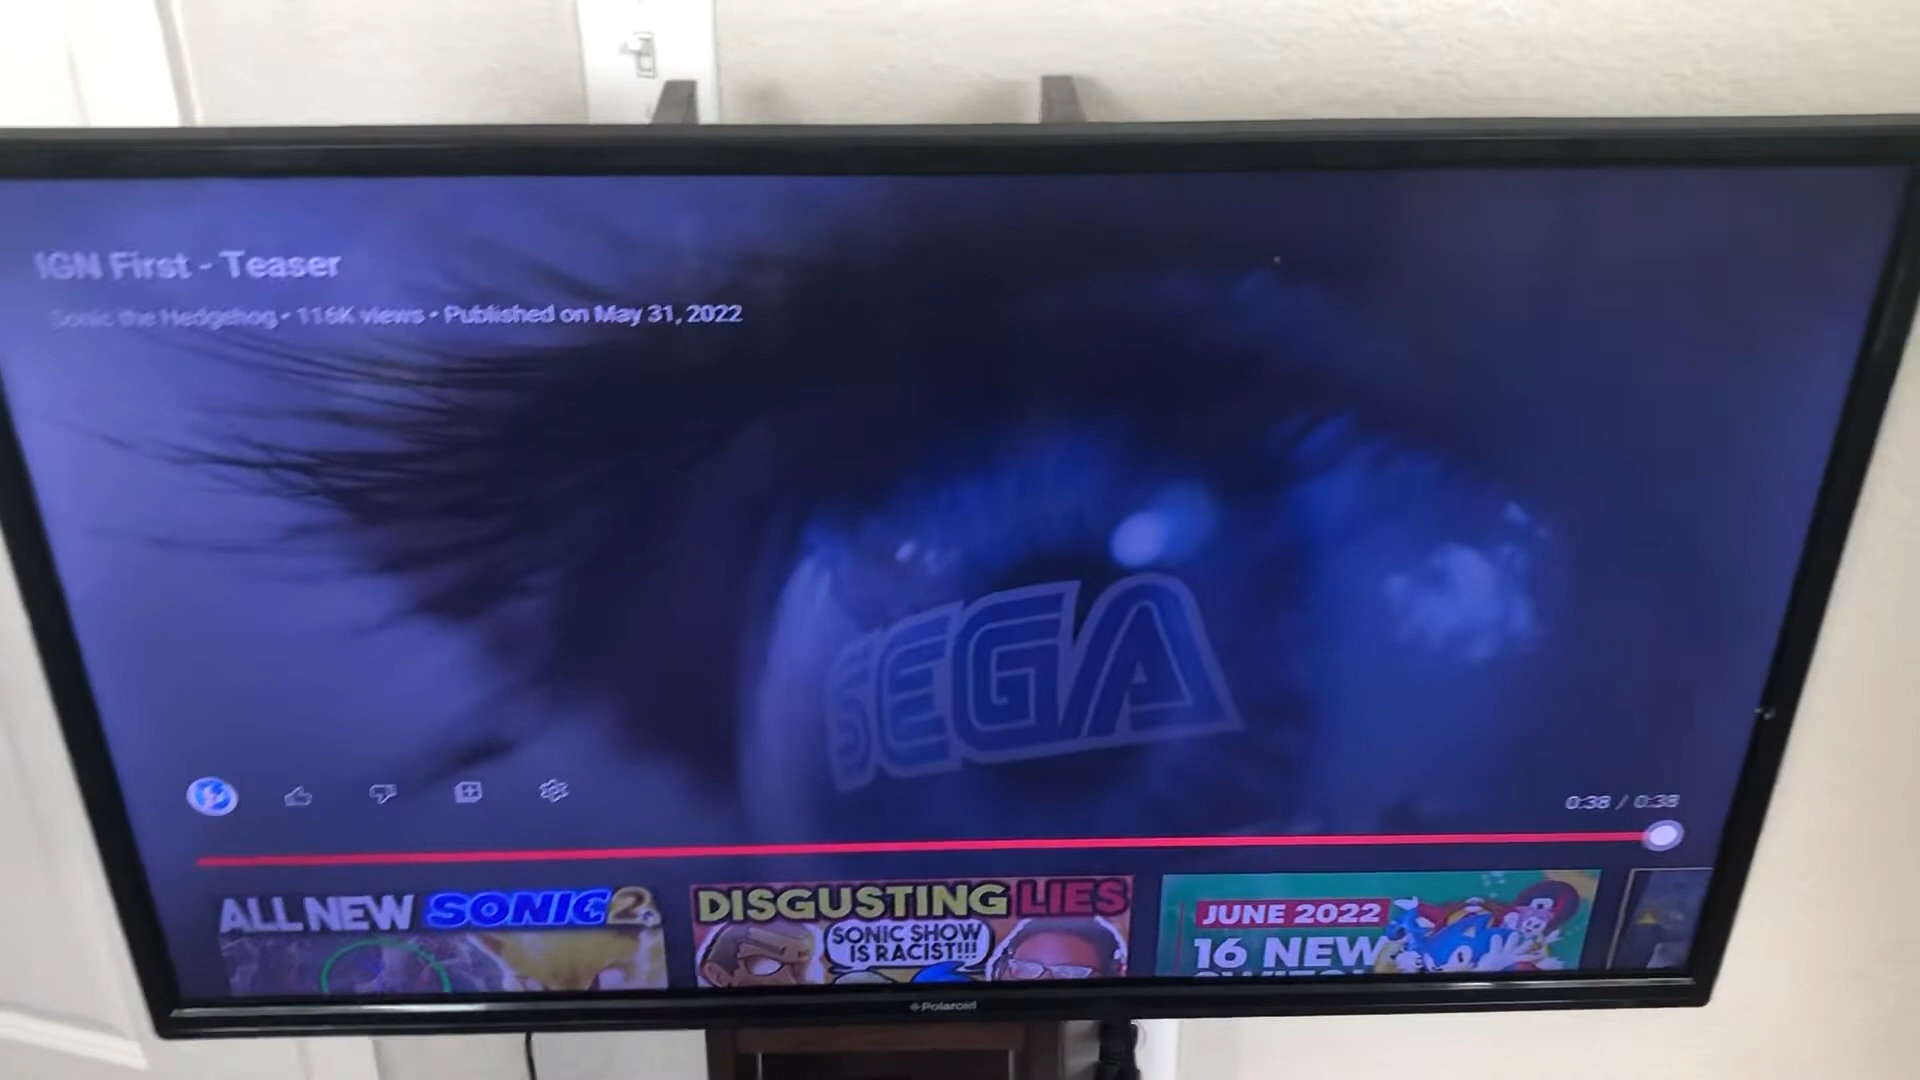 IGN First - Teaser
Sonic the Hedgehog • 116K views • Published on May 31, 2022
SEGA
0:38 / 0:38
ALL NEW SONIC 2
DISGUSTING LIES
SONIC SHOW
IS RACIST!!!
JUNE 2022
16 NEW
Polaroid